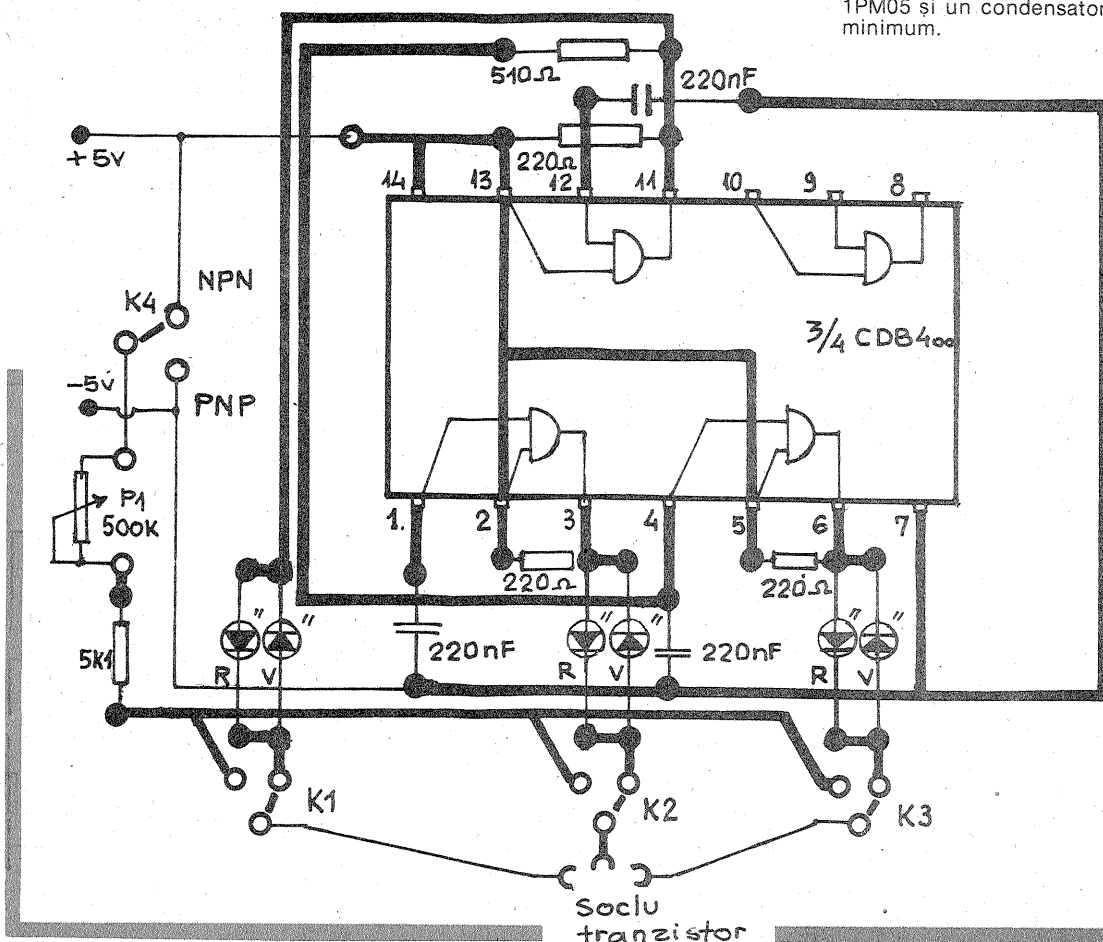 1PM05 și un condensator
minimum.
510Ω
220nF
+5v
220Ω
14 13 12 11 10 9 8
NPN
K4
3/4 CDB400
-5v
PNP
P1
500K
1. 2 3 4 5 6 7
220Ω
220Ω
5k1
R V
220nF
R V
220nF
R V
K1
K2
K3
Soclu
tranzistor